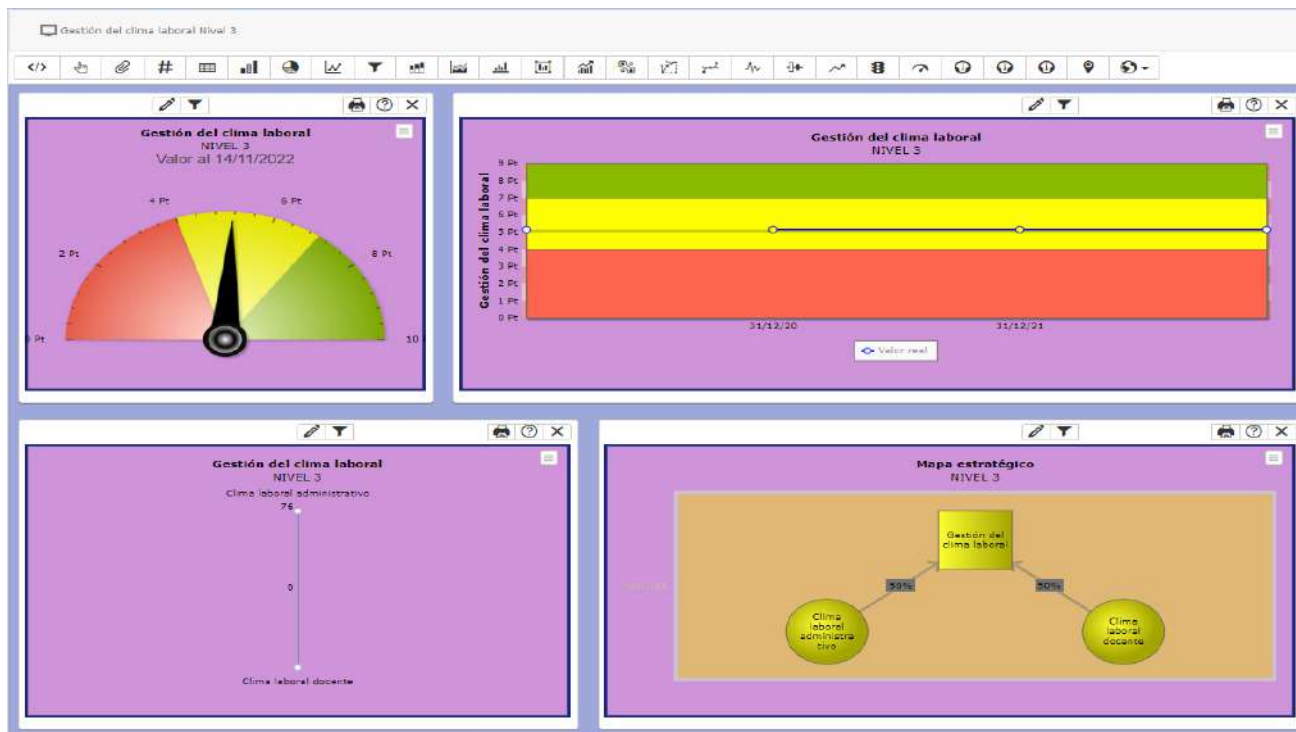 Gestión del clima laboral Nivel 3
</>
#
Gestión del clima laboral
NIVEL 3
Valor al 14/11/2022
4 Pt
6 Pt
2 Pt
8 Pt
0 Pt
10
Gestión del clima laboral
NIVEL 3
Gestión del clima laboral
9 Pt
8 Pt
7 Pt
6 Pt
5 Pt
4 Pt
3 Pt
2 Pt
1 Pt
0 Pt
31/12/20
31/12/21
Valor real
Gestión del clima laboral
NIVEL 3
Clima laboral administrativo
76
0
Clima laboral docente
Mapa estratégico
NIVEL 3
Gestión del
clima laboral
50%
50%
Clima
laboral
administra
tivo
Clima
laboral
docente